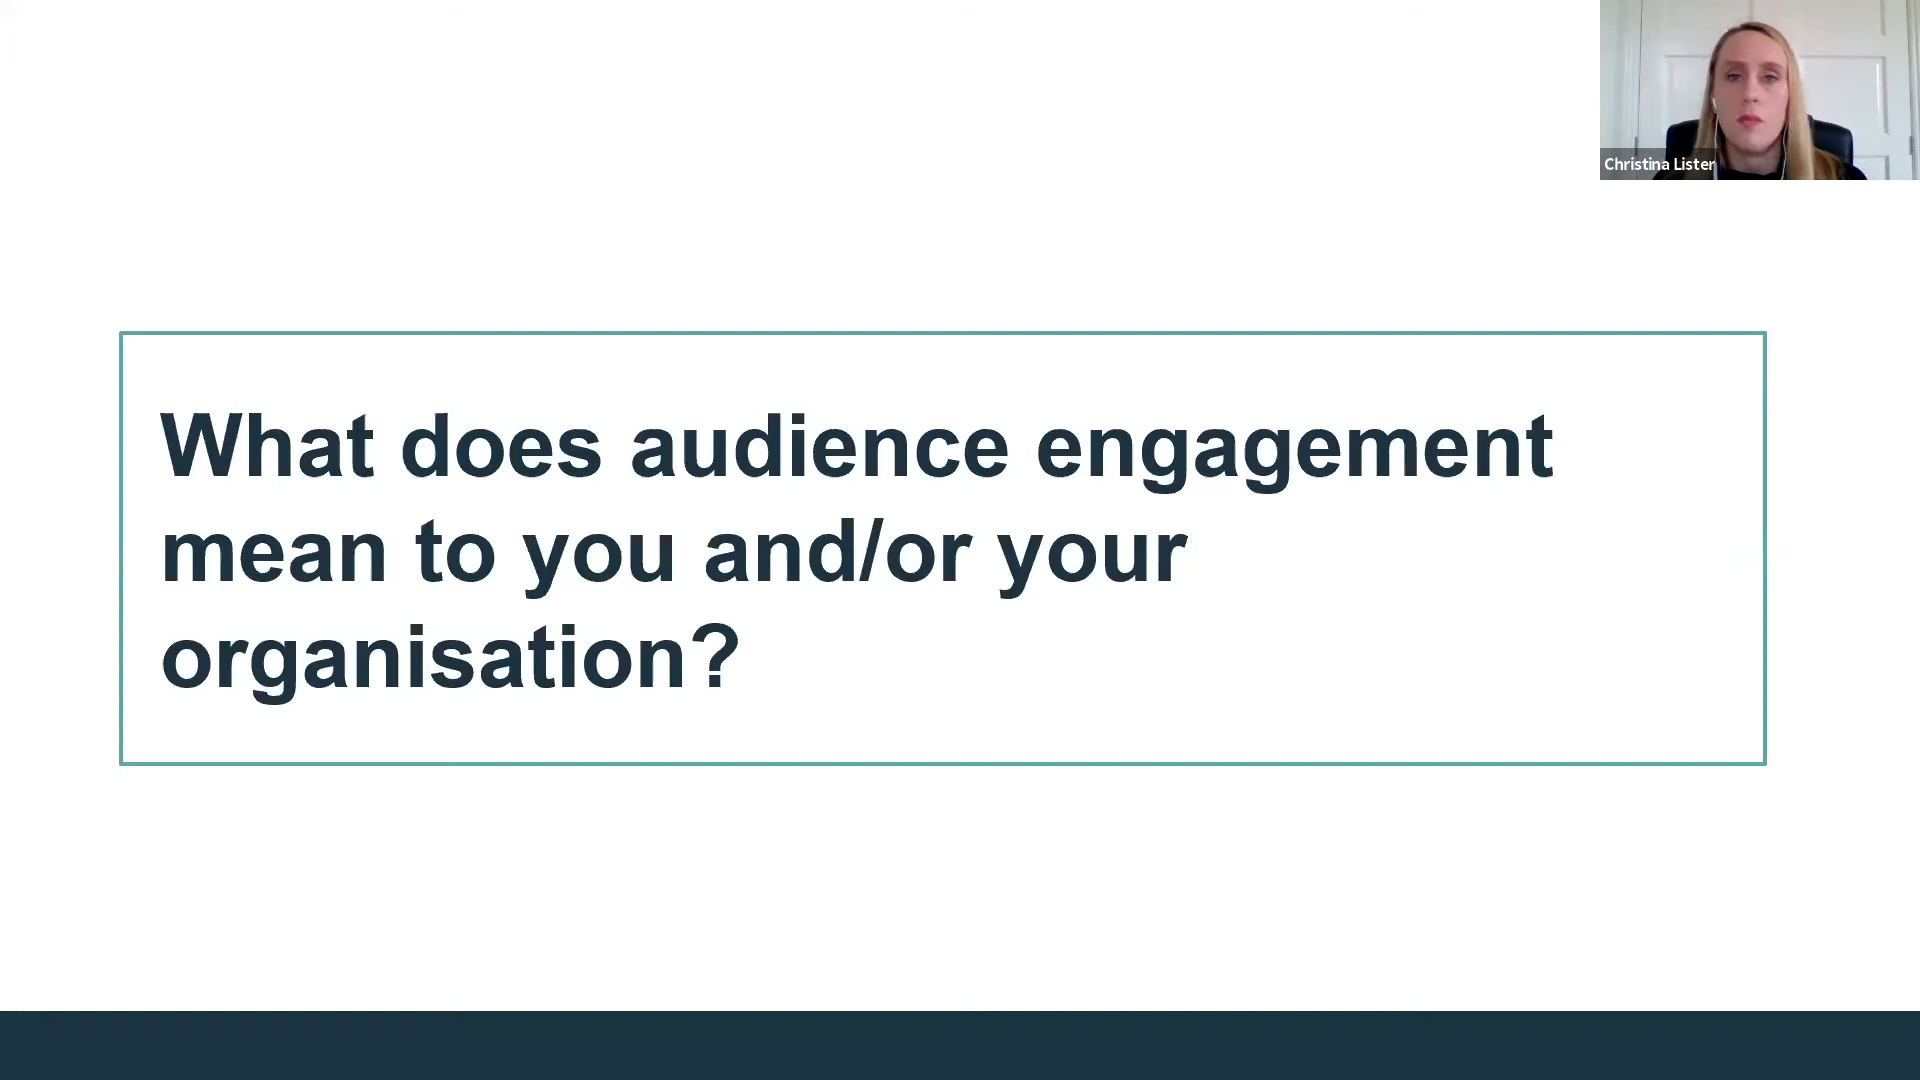 Christina Lister
What does audience engagement
mean to you and/or your
organisation?